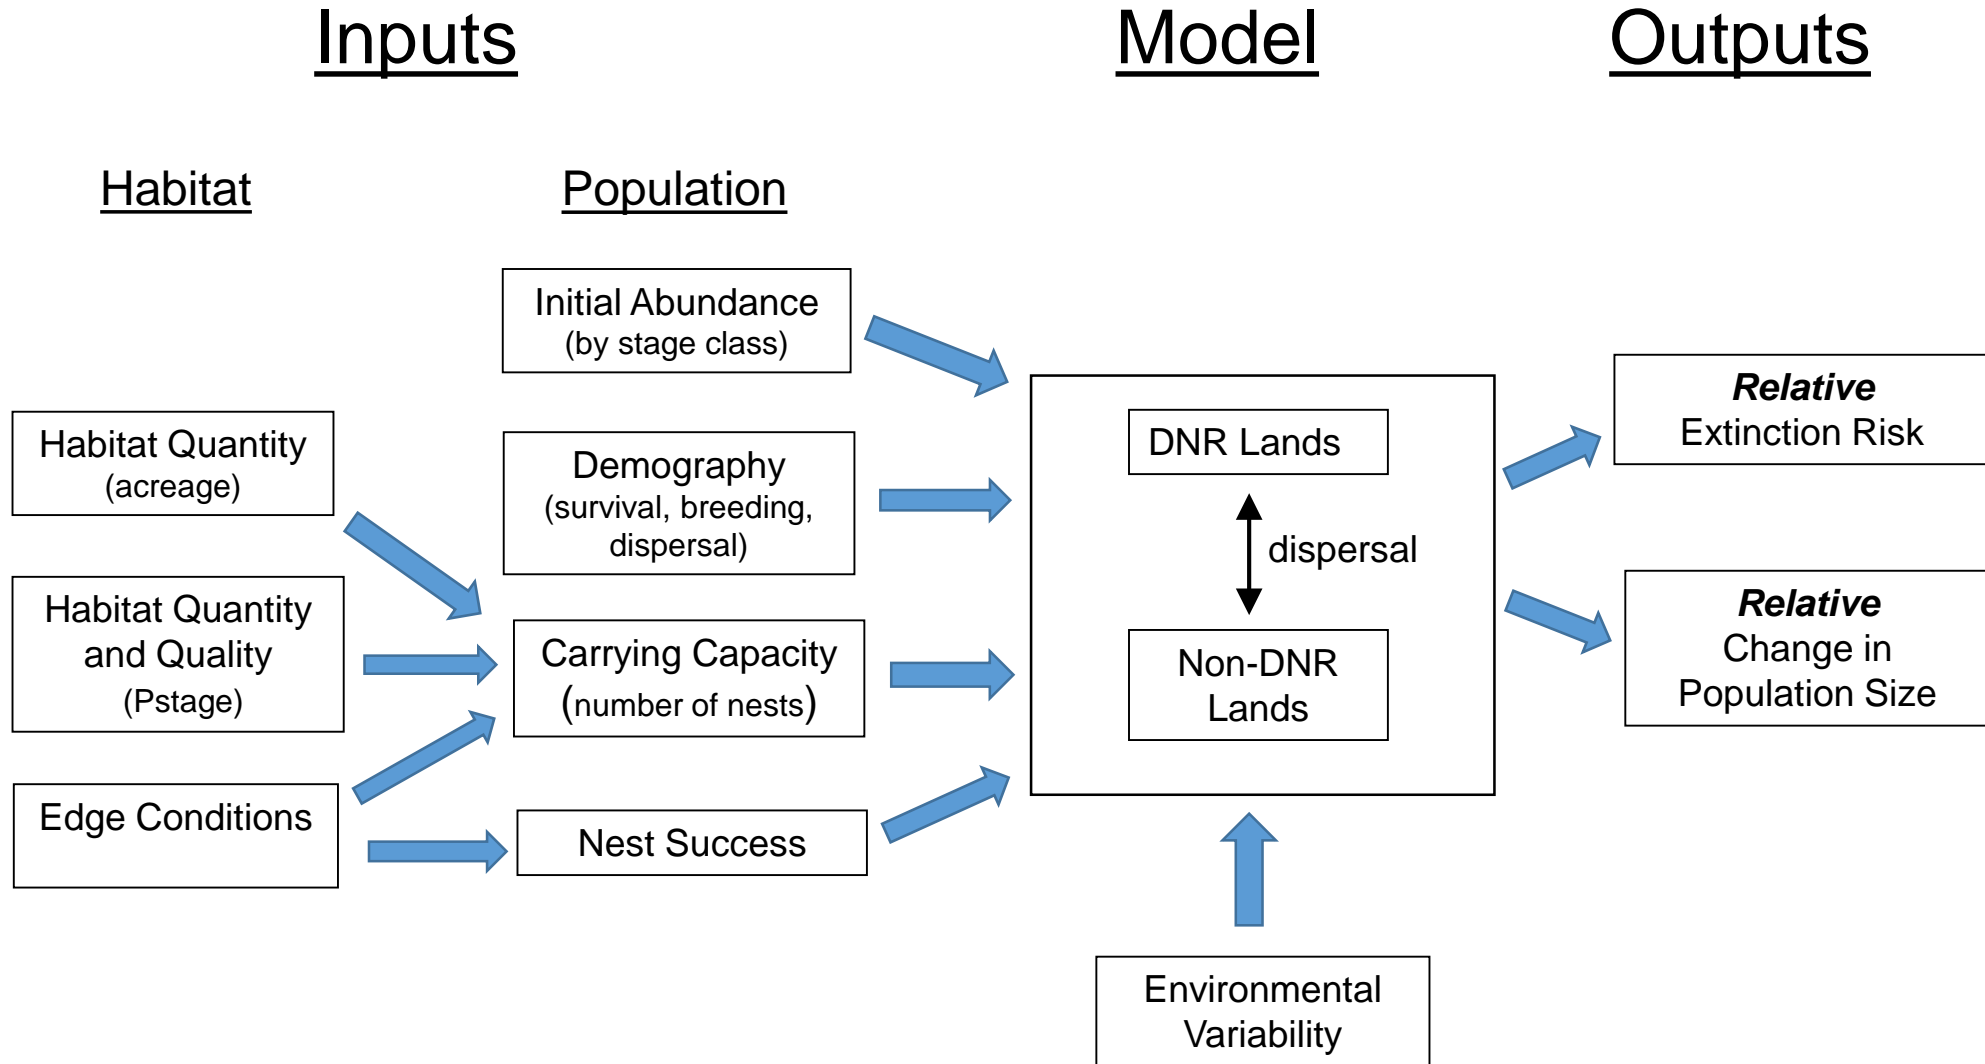 Inputs
Model
Outputs
Habitat
Population
Initial Abundance
(by stage class)
Habitat Quantity
(acreage)
Demography
(survival, breeding,
dispersal)
Habitat Quantity
and Quality
(Pstage)
Carrying Capacity
(number of nests)
Edge Conditions
Nest Success
DNR Lands
dispersal
Non-DNR
Lands
Environmental
Variability
Relative
Extinction Risk
Relative
Change in
Population Size